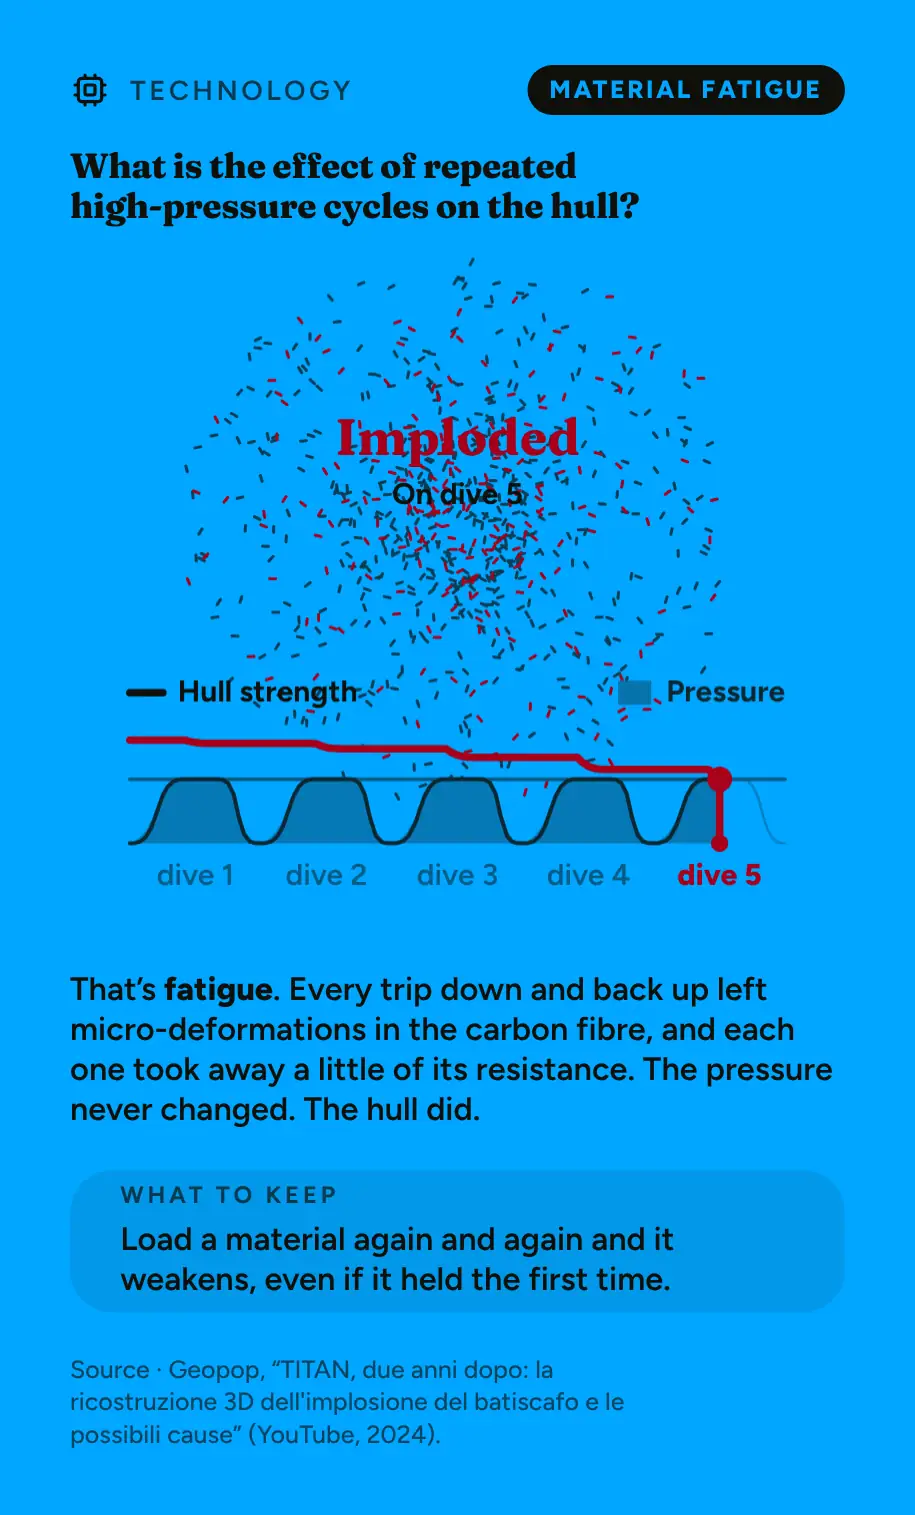 TECHNOLOGY
MATERIAL FATIGUE
What is the effect of repeated
high-pressure cycles on the hull?
Imploded
On dive 5
Hull strength
Pressure
dive 1
dive 2
dive 3
dive 4
dive 5
That’s fatigue. Every trip down and back up left
micro-deformations in the carbon fibre, and each
one took away a little of its resistance. The pressure
never changed. The hull did.
WHAT TO KEEP
Load a material again and again and it
weakens, even if it held the first time.
Source · Geopop, “TITAN, due anni dopo: la
ricostruzione 3D dell'implosione del batiscafo e le
possibili cause” (YouTube, 2024).